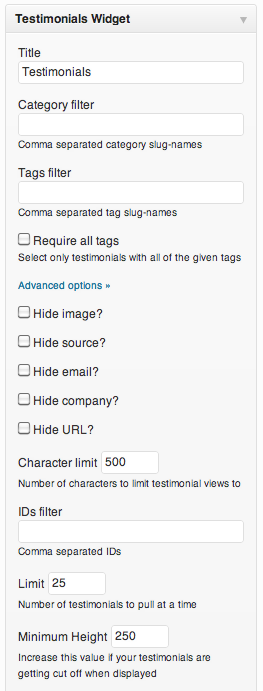 Testimonials Widget
Title
Testimonials
Category filter
Comma separated category slug-names
Tags filter
Comma separated tag slug-names
Require all tags
Select only testimonials with all of the given tags
Advanced options »
Hide image?
Hide source?
Hide email?
Hide company?
Hide URL?
Character limit 500
Number of characters to limit testimonial views to
IDs filter
Comma separated IDs
Limit 25
Number of testimonials to pull at a time
Minimum Height 250
Increase this value if your testimonials are
getting cut off when displayed